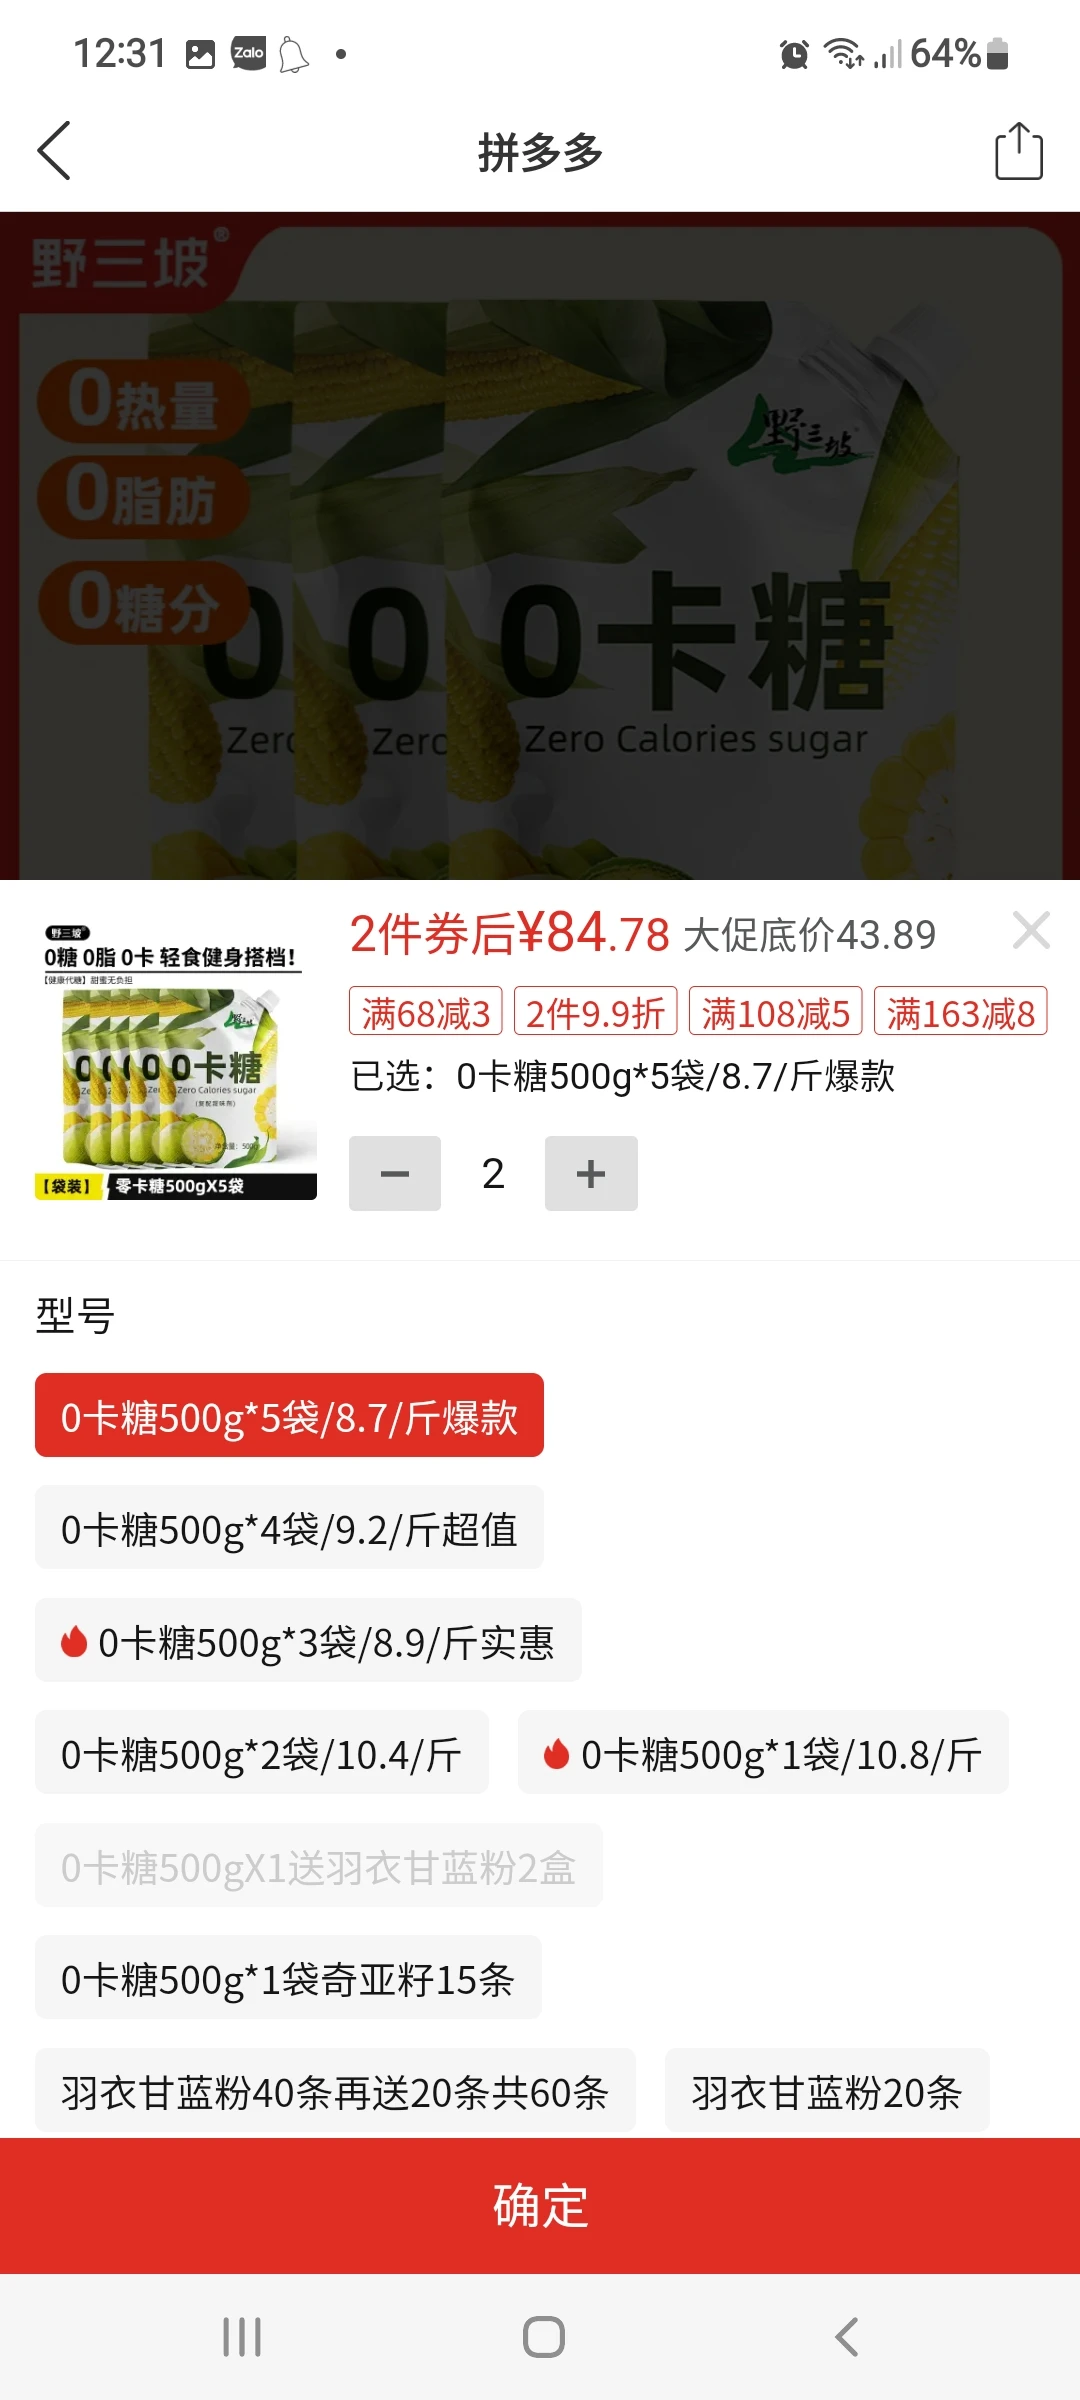 12:31 Zalo 64%
拼多多
野三坡®
0热量
0脂肪
0糖分
野三坡®
0 0 0卡糖
Zero Zero Zero Calories sugar
2件券后¥84.78 大促底价43.89
满68减3 2件9.9折 满108减5 满163减8
已选：0卡糖500g*5袋/8.7/斤爆款
野三坡
0糖 0脂 0卡 轻食健身搭档！
【健康代糖】甜蜜无负担
野三坡
0卡糖
Zero Calories sugar
(复配甜味剂)
【袋装】 零卡糖500gX5袋
2
型号
0卡糖500g*5袋/8.7/斤爆款
0卡糖500g*4袋/9.2/斤超值
0卡糖500g*3袋/8.9/斤实惠
0卡糖500g*2袋/10.4/斤 0卡糖500g*1袋/10.8/斤
0卡糖500gX1送羽衣甘蓝粉2盒
0卡糖500g*1袋奇亚籽15条
羽衣甘蓝粉40条再送20条共60条 羽衣甘蓝粉20条
确定